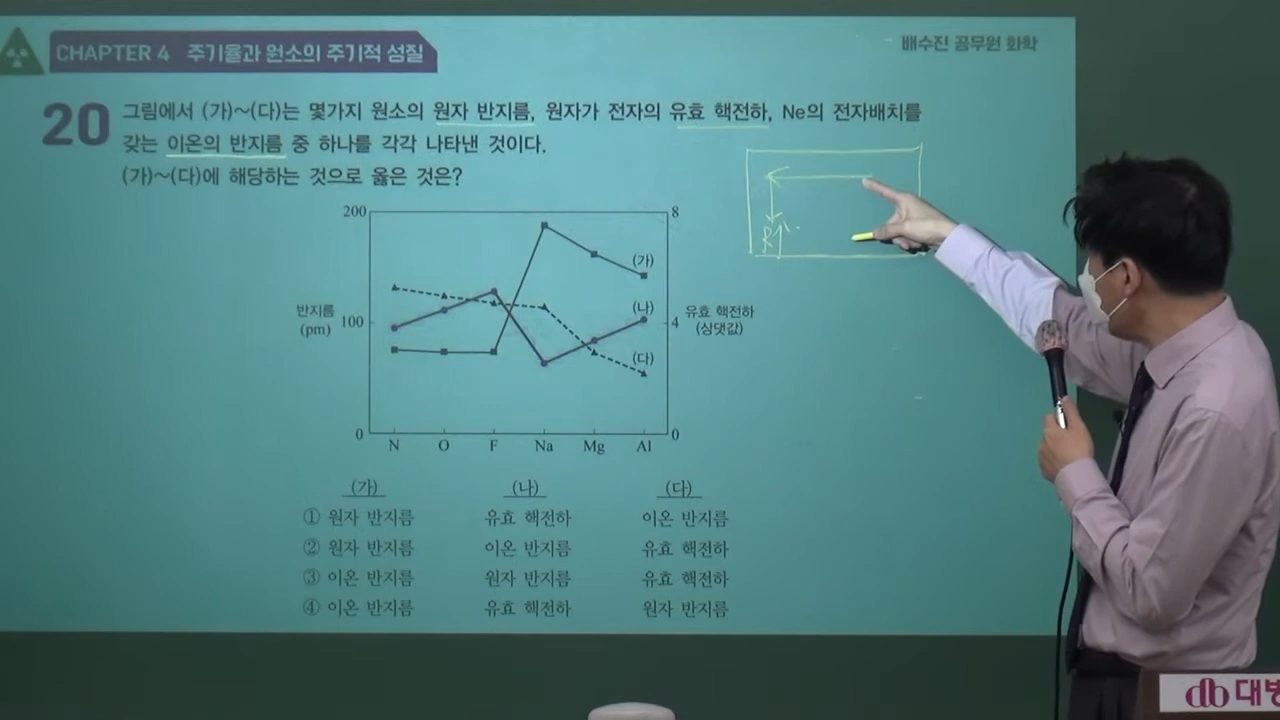 CHAPTER 4 주기율과 원소의 주기적 성질
배수진 공무원 화학
20 그림에서 (가)~(다)는 몇가지 원소의 원자 반지름, 원자가 전자의 유효 핵전하, Ne의 전자배치를
갖는 이온의 반지름 중 하나를 각각 나타낸 것이다.
(가)~(다)에 해당하는 것으로 옳은 것은?
R↑
200 8
(가)
반지름 (나) 유효 핵전하
(pm) 100 4 (상댓값)
(다)
0 0
N O F Na Mg Al
(가) (나) (다)
① 원자 반지름 유효 핵전하 이온 반지름
② 원자 반지름 이온 반지름 유효 핵전하
③ 이온 반지름 원자 반지름 유효 핵전하
④ 이온 반지름 유효 핵전하 원자 반지름